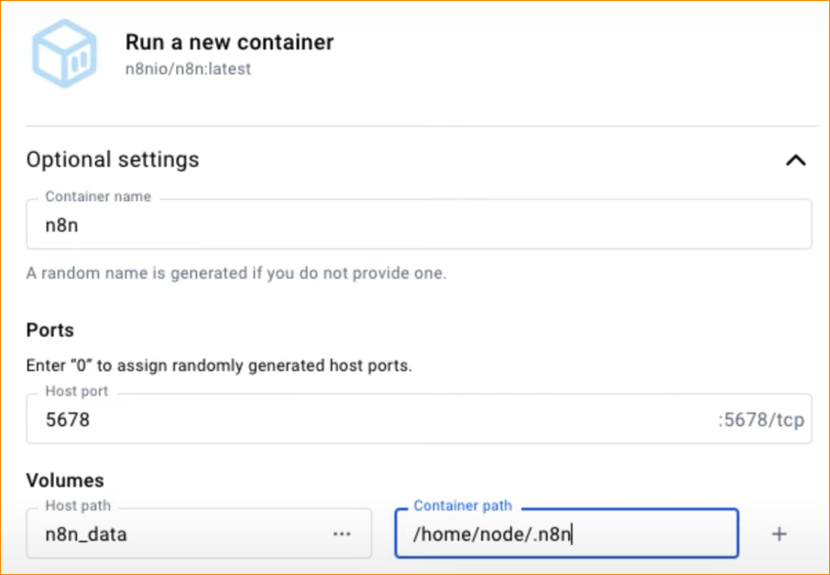 Run a new container
n8nio/n8n:latest
Optional settings
Container name
n8n
A random name is generated if you do not provide one.
Ports
Enter “0” to assign randomly generated host ports.
Host port
5678 :5678/tcp
Volumes
Host path Container path
n8n_data ··· /home/node/.n8n +